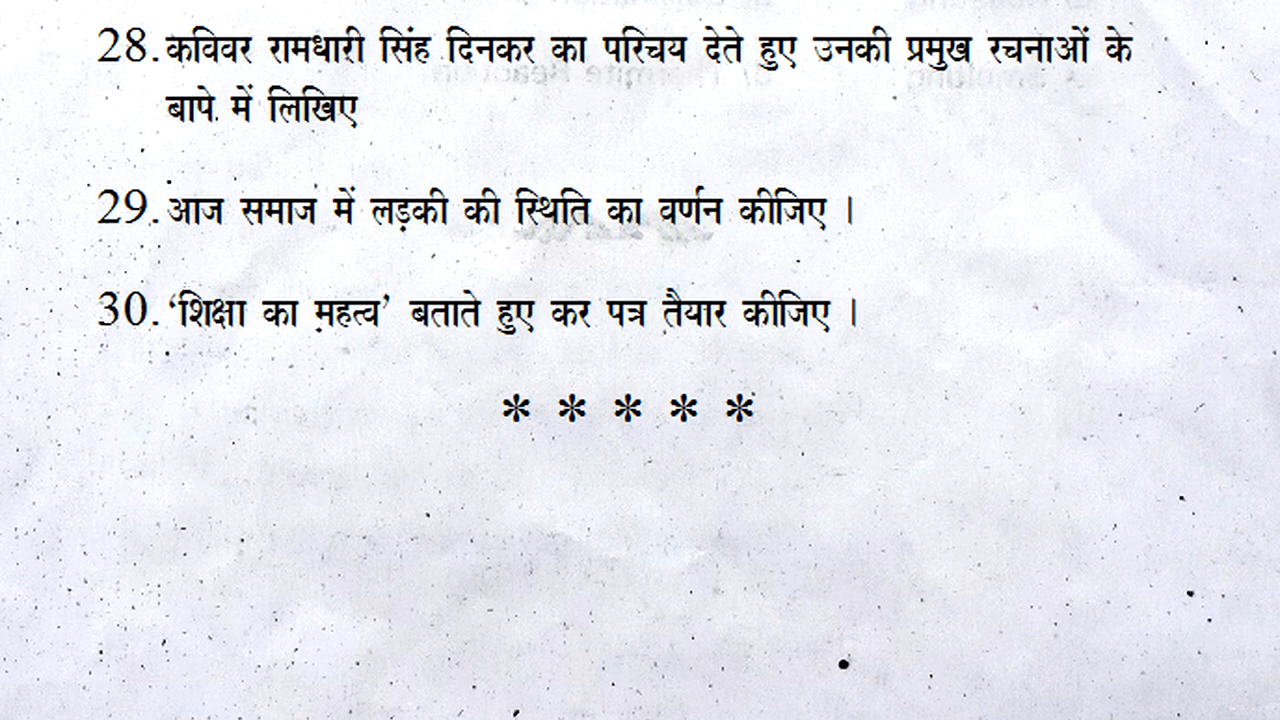 28. कविवर रामधारी सिंह दिनकर का परिचय देते हुए उनकी प्रमुख रचनाओं के
बापे में लिखिए
29. आज समाज में लड़की की स्थिति का वर्णन कीजिए ।
30. ‘शिक्षा का महत्व’ बताते हुए कर पत्र तैयार कीजिए ।
* * * * *